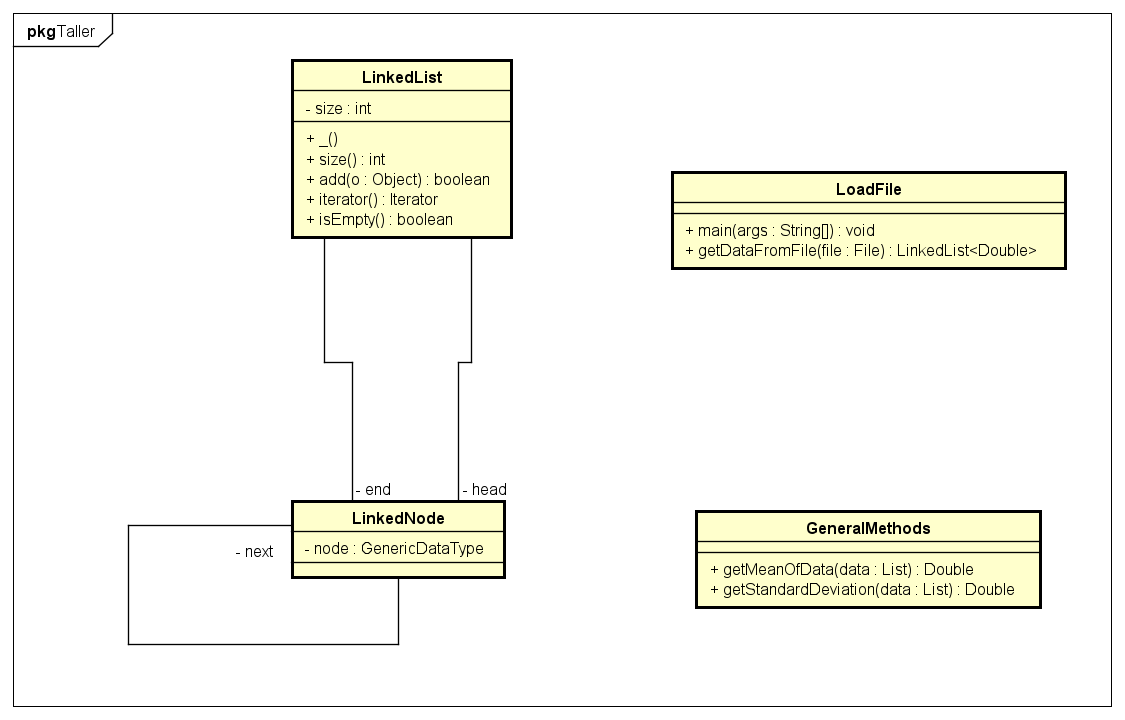 pkgTaller
LinkedList
- size : int
+ _()
+ size() : int
+ add(o : Object) : boolean
+ iterator() : Iterator
+ isEmpty() : boolean
LoadFile
+ main(args : String[]) : void
+ getDataFromFile(file : File) : LinkedList<Double>
- end
- head
LinkedNode
- node : GenericDataType
- next
GeneralMethods
+ getMeanOfData(data : List) : Double
+ getStandardDeviation(data : List) : Double